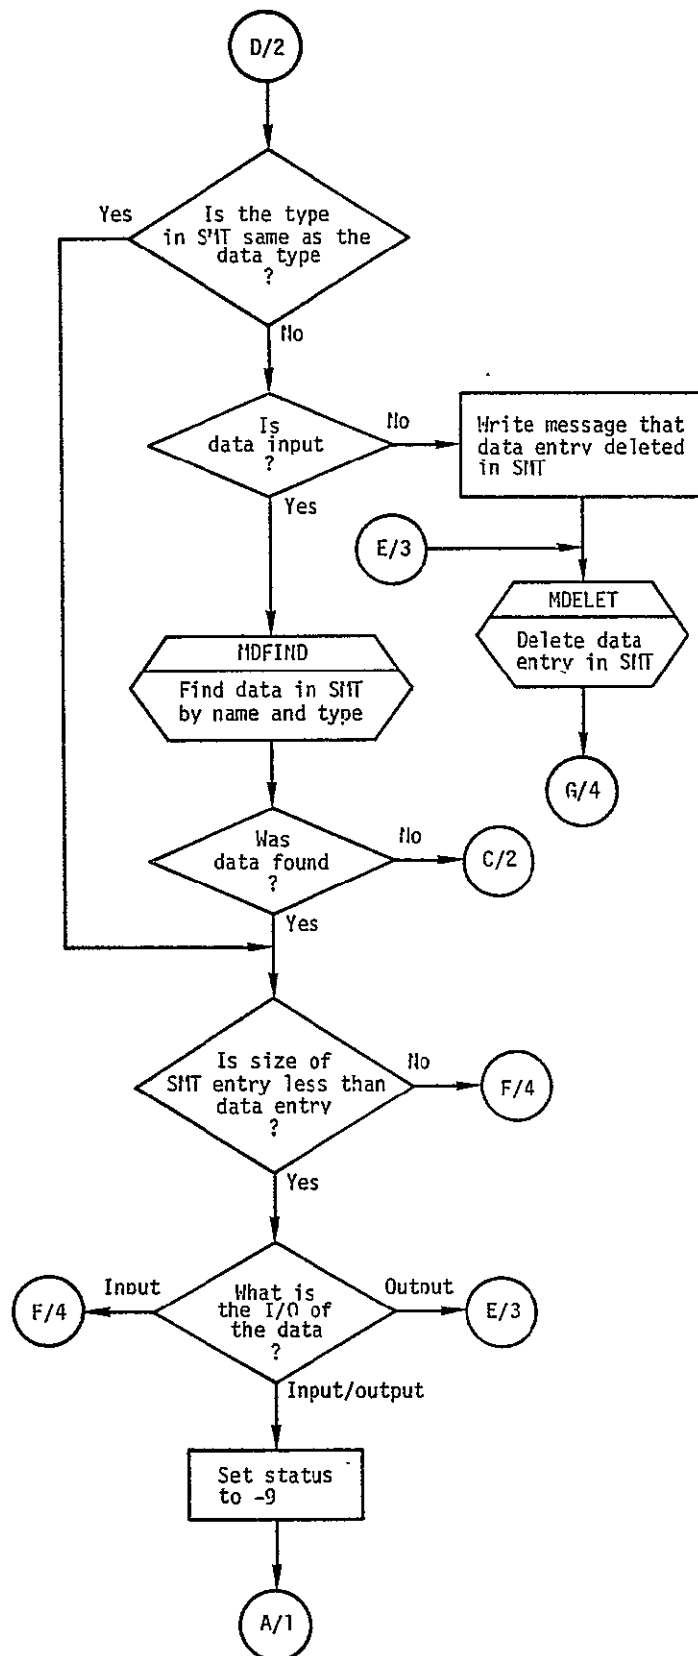 D/2
Yes
Is the type
in SMT same as the
data type
?
No
Is
data input
?
No
Write message that
data entry deleted
in SMT
Yes
E/3
MDELET
Delete data
entry in SMT
MDFIND
Find data in SMT
by name and type
G/4
Was
data found
?
No
C/2
Yes
Is size of
SMT entry less than
data entry
?
No
F/4
Yes
Input
F/4
What is
the I/O of
the data
?
Output
E/3
Input/output
Set status
to -9
A/1